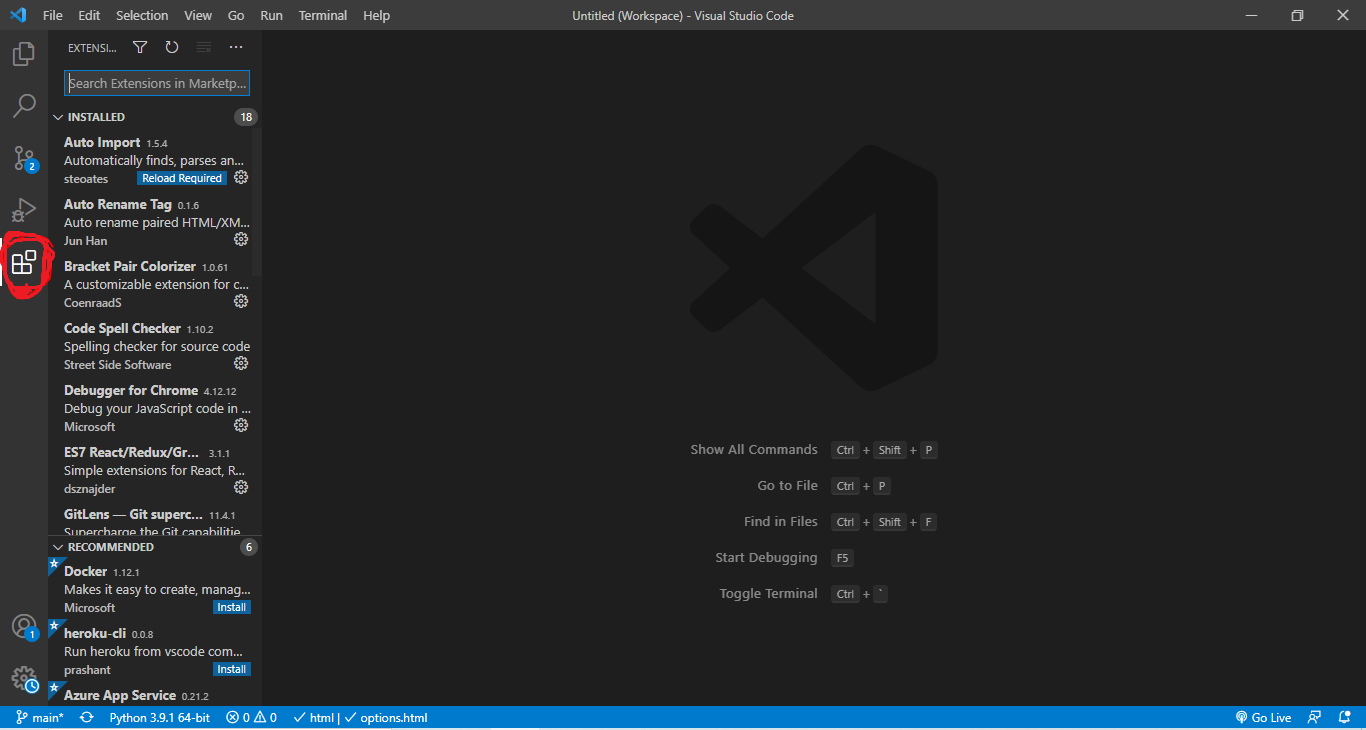 File Edit Selection View Go Run Terminal Help
Untitled (Workspace) - Visual Studio Code
EXTENSI...
Search Extensions in Marketp...
INSTALLED 18
Auto Import 1.5.4
Automatically finds, parses an...
steoates Reload Required
Auto Rename Tag 0.1.6
Auto rename paired HTML/XM...
Jun Han
Bracket Pair Colorizer 1.0.61
A customizable extension for c...
CoenraadS
Code Spell Checker 1.10.2
Spelling checker for source code
Street Side Software
Debugger for Chrome 4.12.12
Debug your JavaScript code in ...
Microsoft
ES7 React/Redux/Gr... 3.1.1
Simple extensions for React, R...
dsznajder
GitLens — Git superc... 11.4.1
Supercharge the Git capabilitie
RECOMMENDED 6
Docker 1.12.1
Makes it easy to create, manag...
Microsoft Install
heroku-cli 0.0.8
Run heroku from vscode com...
prashant Install
Azure App Service 0.21.2
2
1
Show All Commands Ctrl + Shift + P
Go to File Ctrl + P
Find in Files Ctrl + Shift + F
Start Debugging F5
Toggle Terminal Ctrl + `
main* Python 3.9.1 64-bit 0 0 html | options.html Go Live